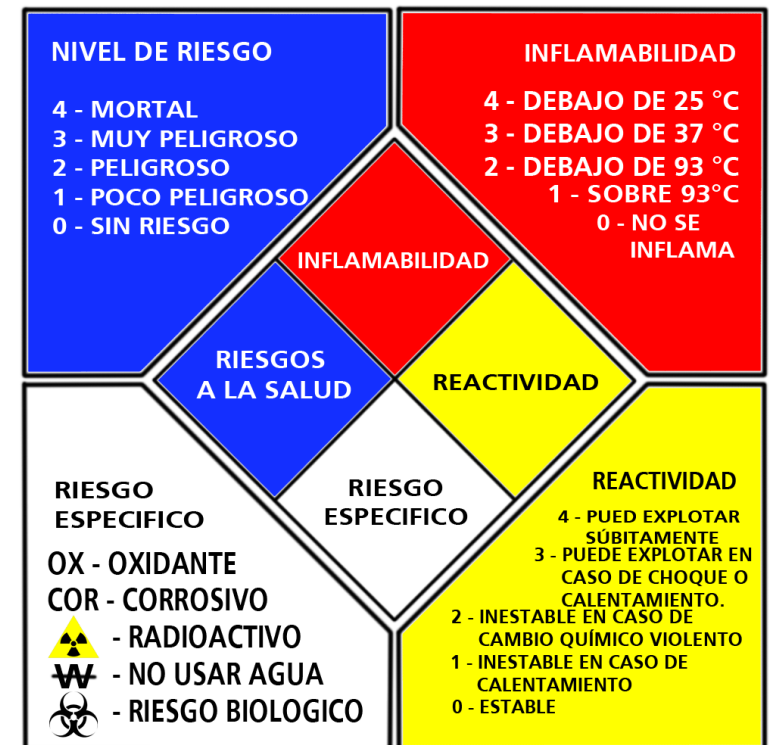 NIVEL DE RIESGO
4 - MORTAL
3 - MUY PELIGROSO
2 - PELIGROSO
1 - POCO PELIGROSO
0 - SIN RIESGO
INFLAMABILIDAD
4 - DEBAJO DE 25 °C
3 - DEBAJO DE 37 °C
2 - DEBAJO DE 93 °C
1 - SOBRE 93°C
0 - NO SE
INFLAMA
INFLAMABILIDAD
RIESGOS
A LA SALUD
REACTIVIDAD
RIESGO
ESPECIFICO
RIESGO
ESPECIFICO
OX - OXIDANTE
COR - CORROSIVO
- RADIOACTIVO
W - NO USAR AGUA
- RIESGO BIOLOGICO
REACTIVIDAD
4 - PUED EXPLOTAR
SÚBITAMENTE
3 - PUEDE EXPLOTAR EN
CASO DE CHOQUE O
CALENTAMIENTO.
2 - INESTABLE EN CASO DE
CAMBIO QUÍMICO VIOLENTO
1 - INESTABLE EN CASO DE
CALENTAMIENTO
0 - ESTABLE